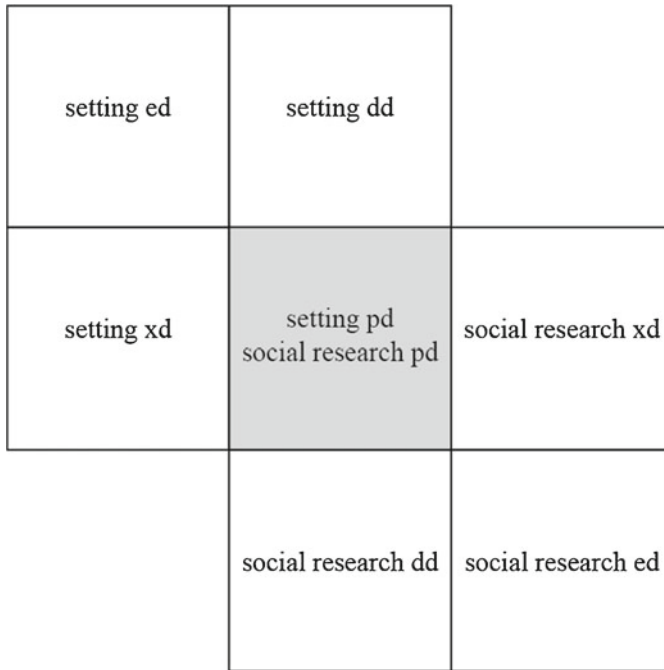 setting ed
setting dd
setting xd
setting pd
social research pd
social research xd
social research dd
social research ed